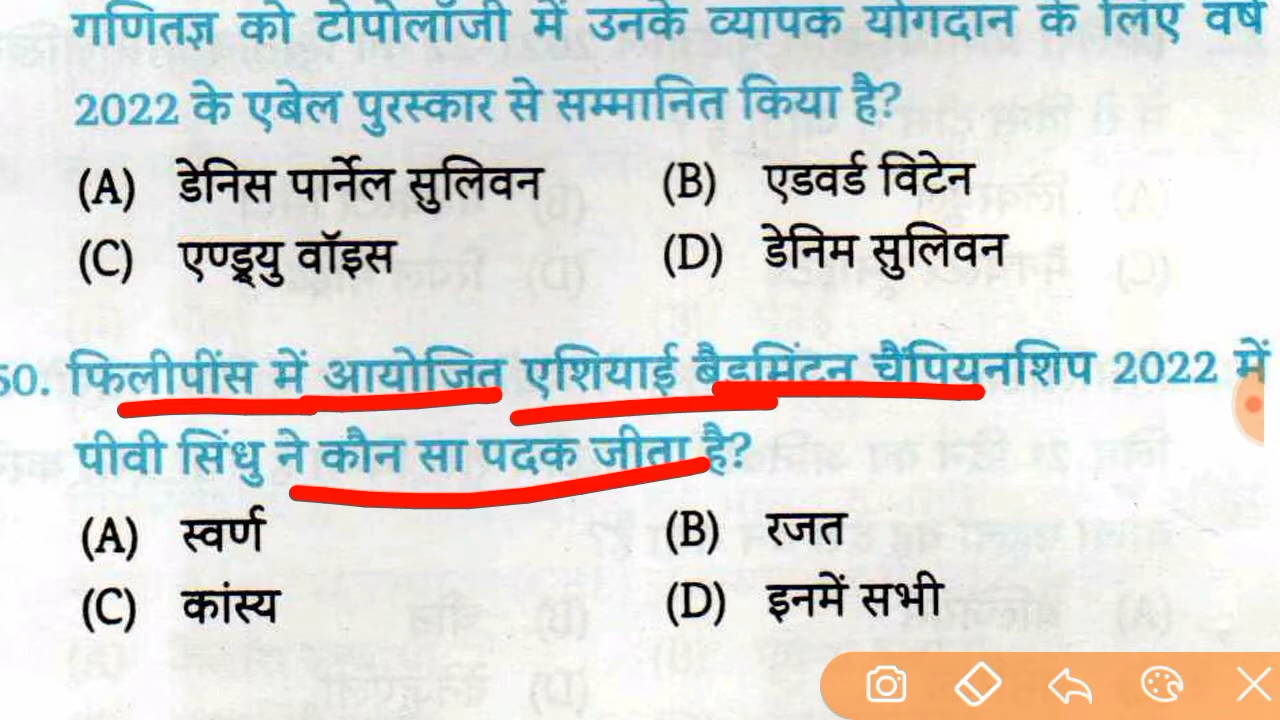 गणितज्ञ को टोपोलॉजी में उनके व्यापक योगदान के लिए वर्ष
2022 के एबेल पुरस्कार से सम्मानित किया है?
(A) डेनिस पार्नेल सुलिवन (B) एडवर्ड विटेन
(C) एण्ड्र्यु वॉइस (D) डेनिम सुलिवन
50. फिलीपींस में आयोजित एशियाई बैडमिंटन चैंपियनशिप 2022 में
पीवी सिंधु ने कौन सा पदक जीता है?
(A) स्वर्ण (B) रजत
(C) कांस्य (D) इनमें सभी